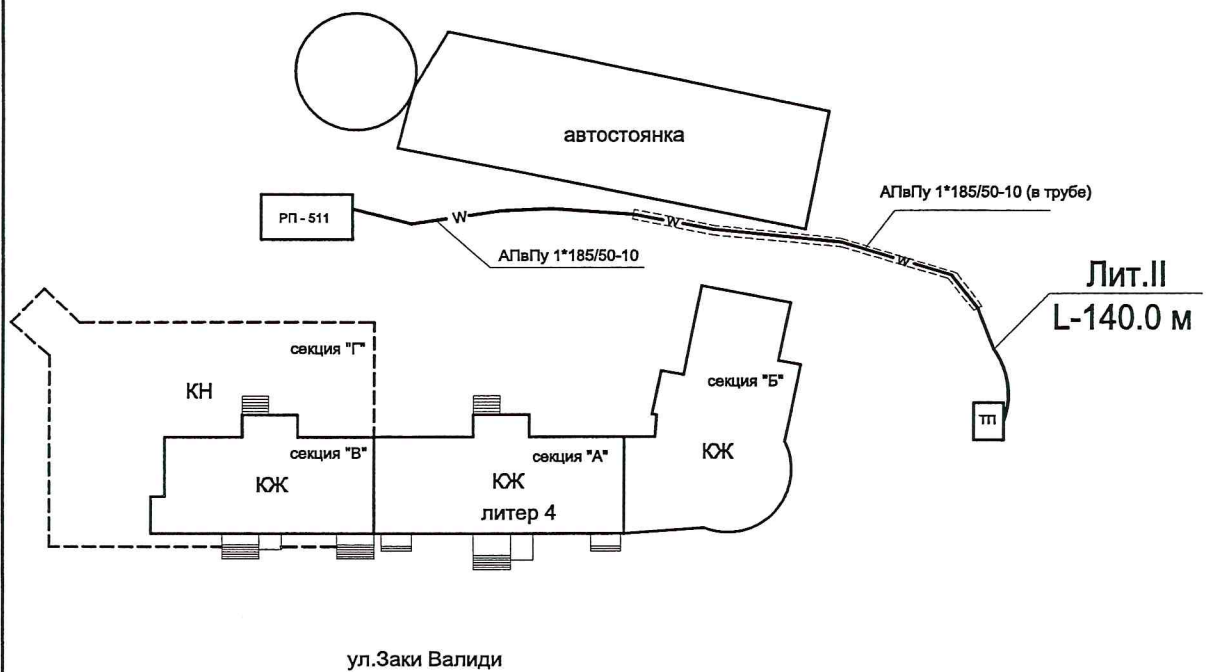 автостоянка
АПвПу 1*185/50-10 (в трубе)
РП - 511
W
W
АПвПу 1*185/50-10
W
Лит.II
L-140.0 м
секция "Г"
секция "Б"
КН
ТП
секция "В"
секция "А"
КЖ
КЖ
КЖ
литер 4
ул.Заки Валиди